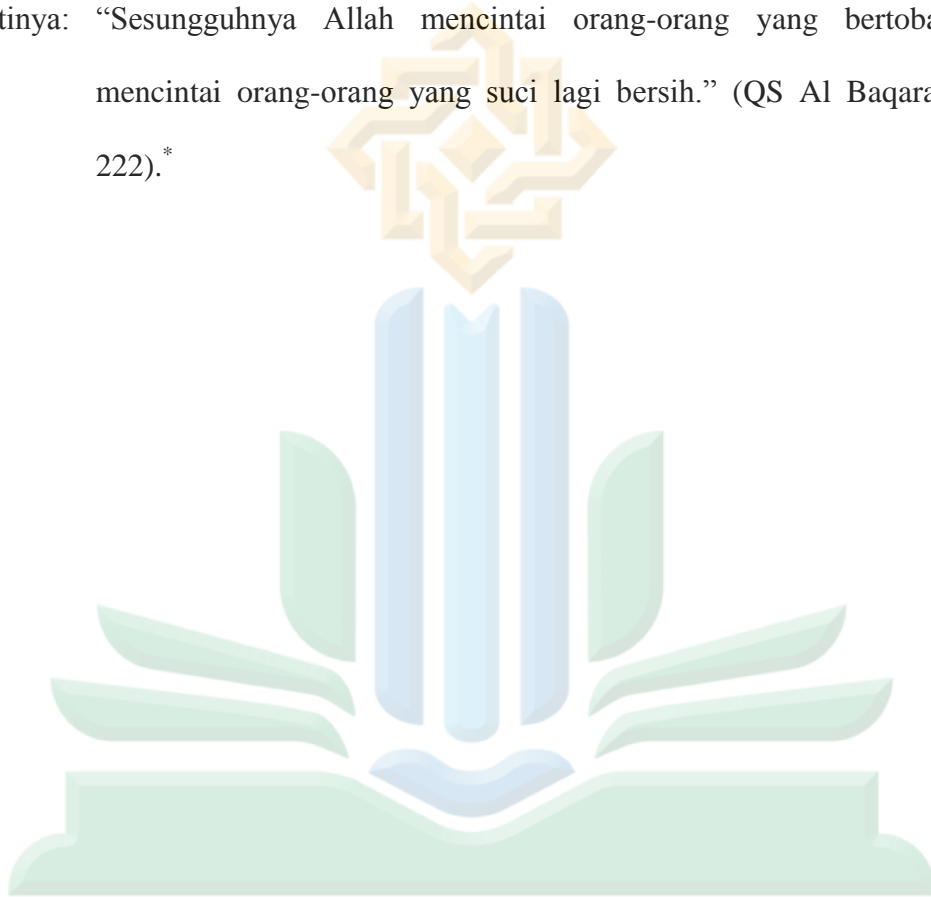 tinya: “Sesungguhnya Allah mencintai orang-orang yang bertoba
mencintai orang-orang yang suci lagi bersih.” (QS Al Baqara
222).*